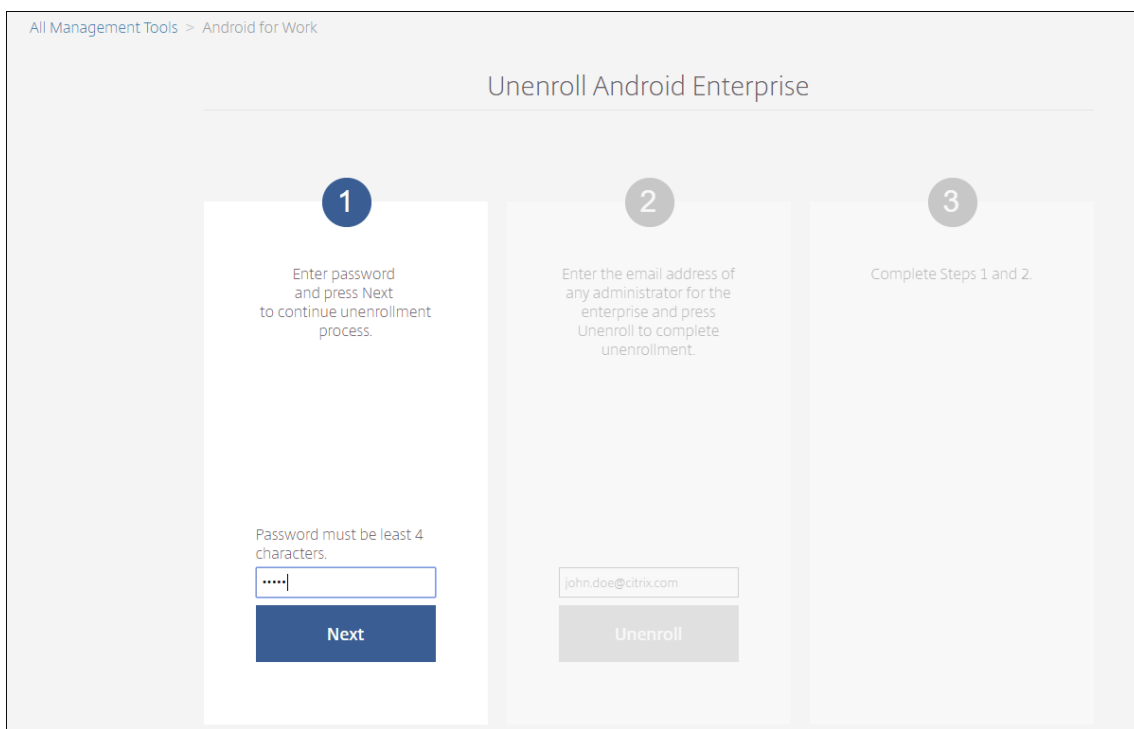 All Management Tools > Android for Work
Unenroll Android Enterprise
1
Enter password
and press Next
to continue unenrollment
process.
Password must be least 4
characters.
•••••
Next
2
Enter the email address of
any administrator for the
enterprise and press
Unenroll to complete
unenrollment.
john.doe@citrix.com
Unenroll
3
Complete Steps 1 and 2.